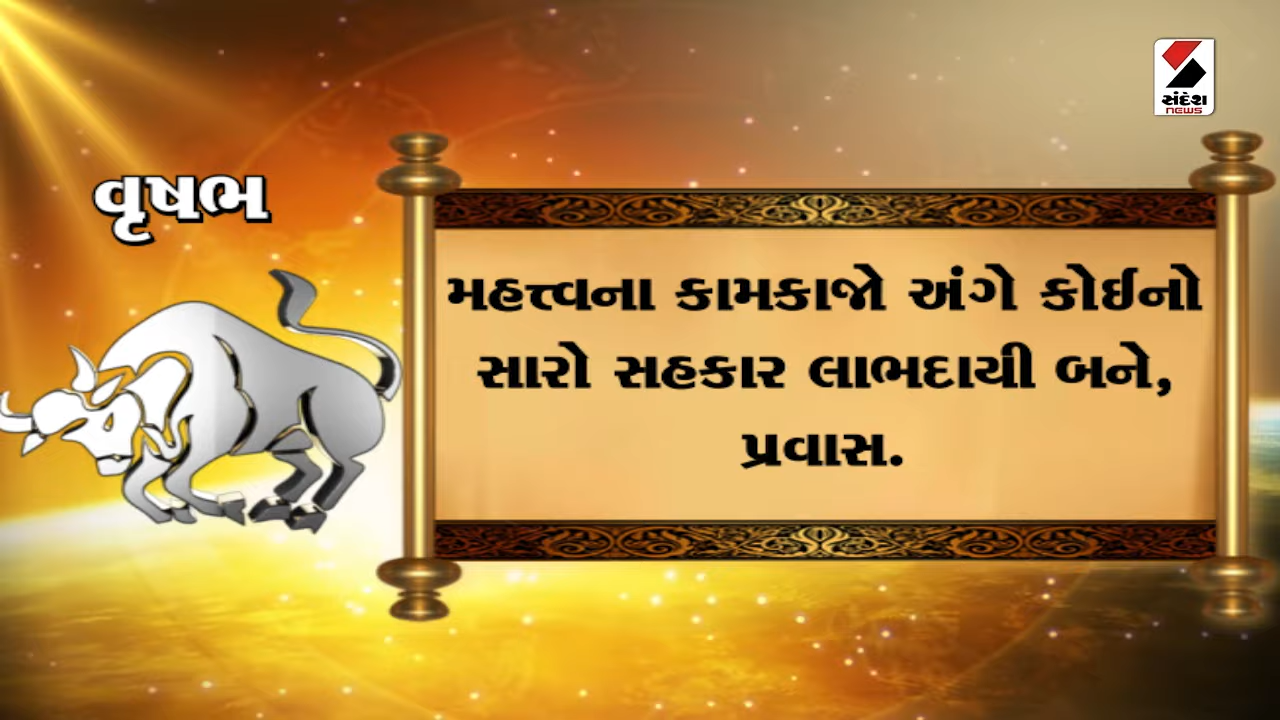 સંદેશ
NEWS
વૃષભ
મહત્ત્વના કામકાજો અંગે કોઈનો
સારો સહકાર લાભદાયી બને,
પ્રવાસ.